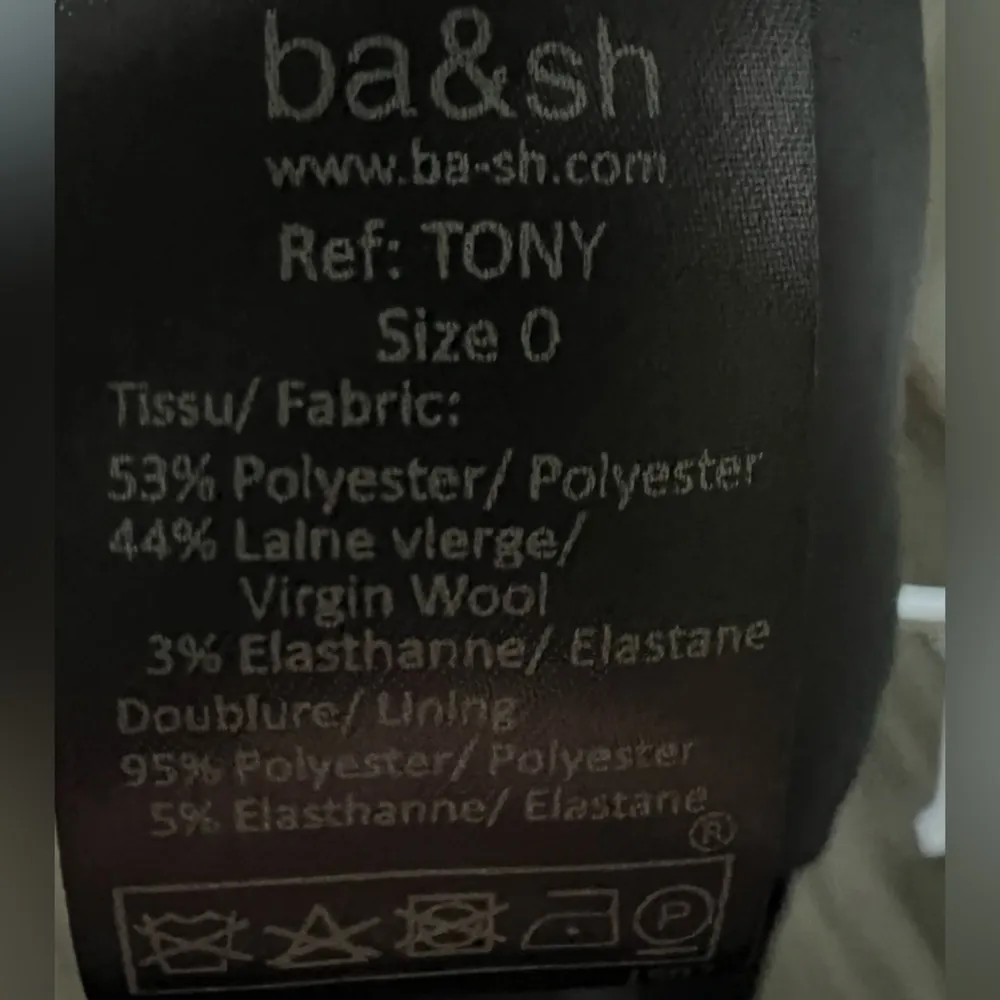 ba&sh
www.ba-sh.com
Ref: TONY
Size 0
Tissu/ Fabric:
53% Polyester/ Polyester
44% Laine vierge/
Virgin Wool
3% Elasthanne/ Elastane
Doublure/ Lining
95% Polyester/ Polyester
5% Elasthanne/ Elastane
®
P